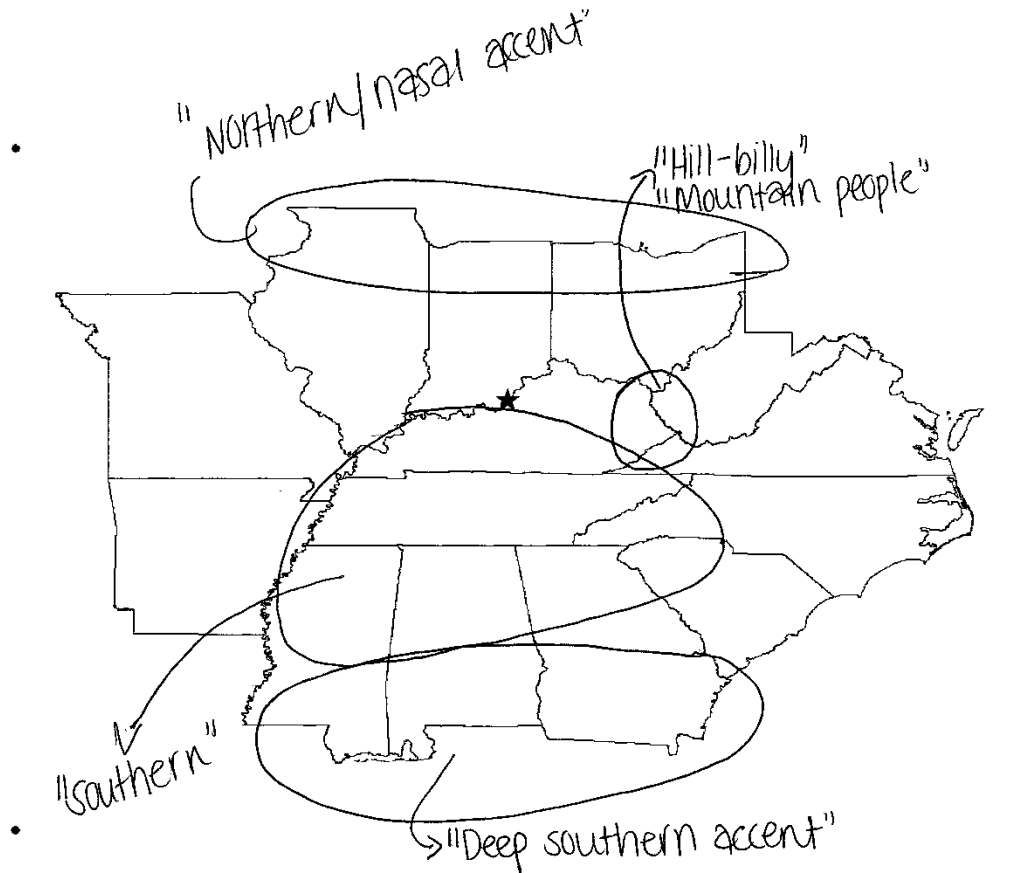 "Northern/nasal accent"
"Hill-billy"
"Mountain people"
"southern"
"Deep southern accent"